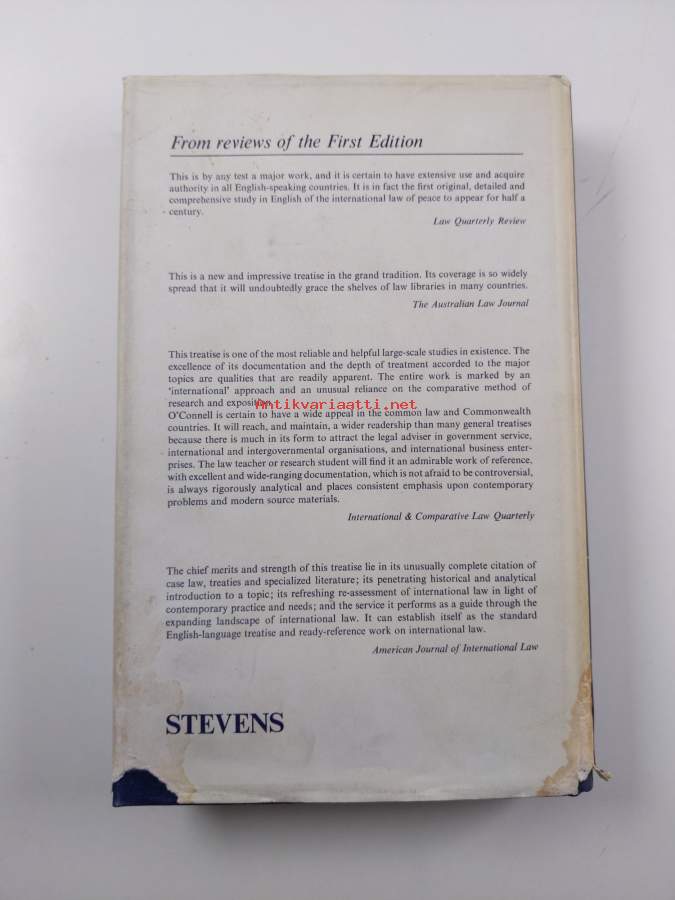 From reviews of the First Edition
This is by any test a major work, and it is certain to have extensive use and acquire
authority in all English-speaking countries. It is in fact the first original, detailed and
comprehensive study in English of the international law of peace to appear for half a
century.
Law Quarterly Review
This is a new and impressive treatise in the grand tradition. Its coverage is so widely
spread that it will undoubtedly grace the shelves of law libraries in many countries.
The Australian Law Journal
This treatise is one of the most reliable and helpful large-scale studies in existence. The
excellence of its documentation and the depth of treatment accorded to the major
topics are qualities that are readily apparent. The entire work is marked by an
'international' approach and an unusual reliance on the comparative method of
research and exposition.
Antikvariaatti.net
O'Connell is certain to have a wide appeal in the common law and Commonwealth
countries. It will reach, and maintain, a wider readership than many general treatises
because there is much in its form to attract the legal adviser in government service,
international and intergovernmental organisations, and international business enter-
prises. The law teacher or research student will find it an admirable work of reference,
with excellent and wide-ranging documentation, which is not afraid to be controversial,
is always rigorously analytical and places consistent emphasis upon contemporary
problems and modern source materials.
International & Comparative Law Quarterly
The chief merits and strength of this treatise lie in its unusually complete citation of
case law, treaties and specialized literature; its penetrating historical and analytical
introduction to a topic; its refreshing re-assessment of international law in light of
contemporary practice and needs; and the service it performs as a guide through the
expanding landscape of international law. It can establish itself as the standard
English-language treatise and ready-reference work on international law.
American Journal of International Law
STEVENS